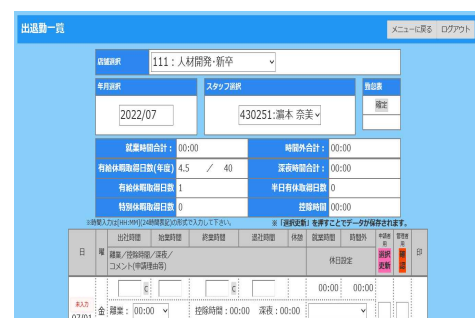 出退勤一覧
メニューに戻る ログアウト
店舗選択 111：人材開発・新卒
年月選択 スタッフ選択 勤怠表
2022/07 430251:濵本 奈美 確定
就業時間合計： 00:00 時間外合計： 00:00
有給休暇取得日数(年度) 4.5 / 40 深夜時間合計： 00:00
有給休暇取得日数 1 半日有休取得日数 0
特別休暇取得日数 0 控除時間 00:00
※時間入力は[HH:MM](24時間表記)の形式で入力して下さい。 ※「選択更新」を押すことでデータが保存されます。
日 曜 出社時間 始業時間 終業時間 退社時間 休憩 就業時間 時間外 申請者用 管理者用 印
離業/控除時間/深夜/ 休日設定 選択
コメント(申請理由等) 更新
C C 00:00 00:00
未入力
07/01 金 離業： 00:00 控除時間：00:00 深夜：00:00